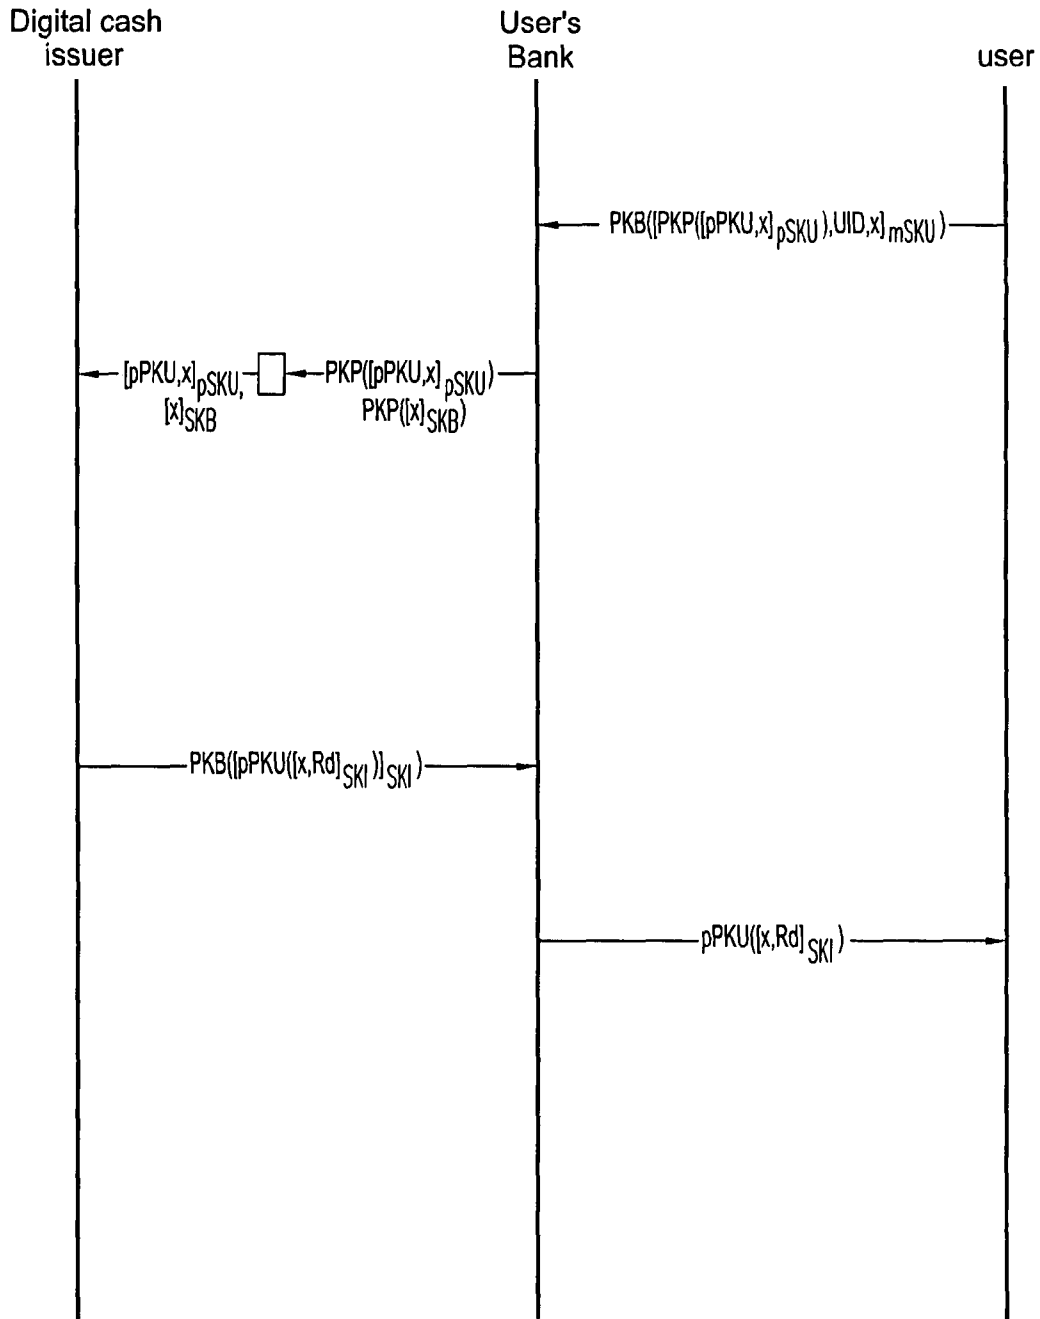 Digital cash
issuer
User's
Bank
user
PKB([PKP([pPKU,x]pSKU),UID,x]mSKU)
[pPKU,x]pSKU,
[x]SKB
PKP([pPKU,x]pSKU)
PKP([x]SKB)
PKB([pPKU([x,Rd]SKI)]SKI)
pPKU([x,Rd]SKI)